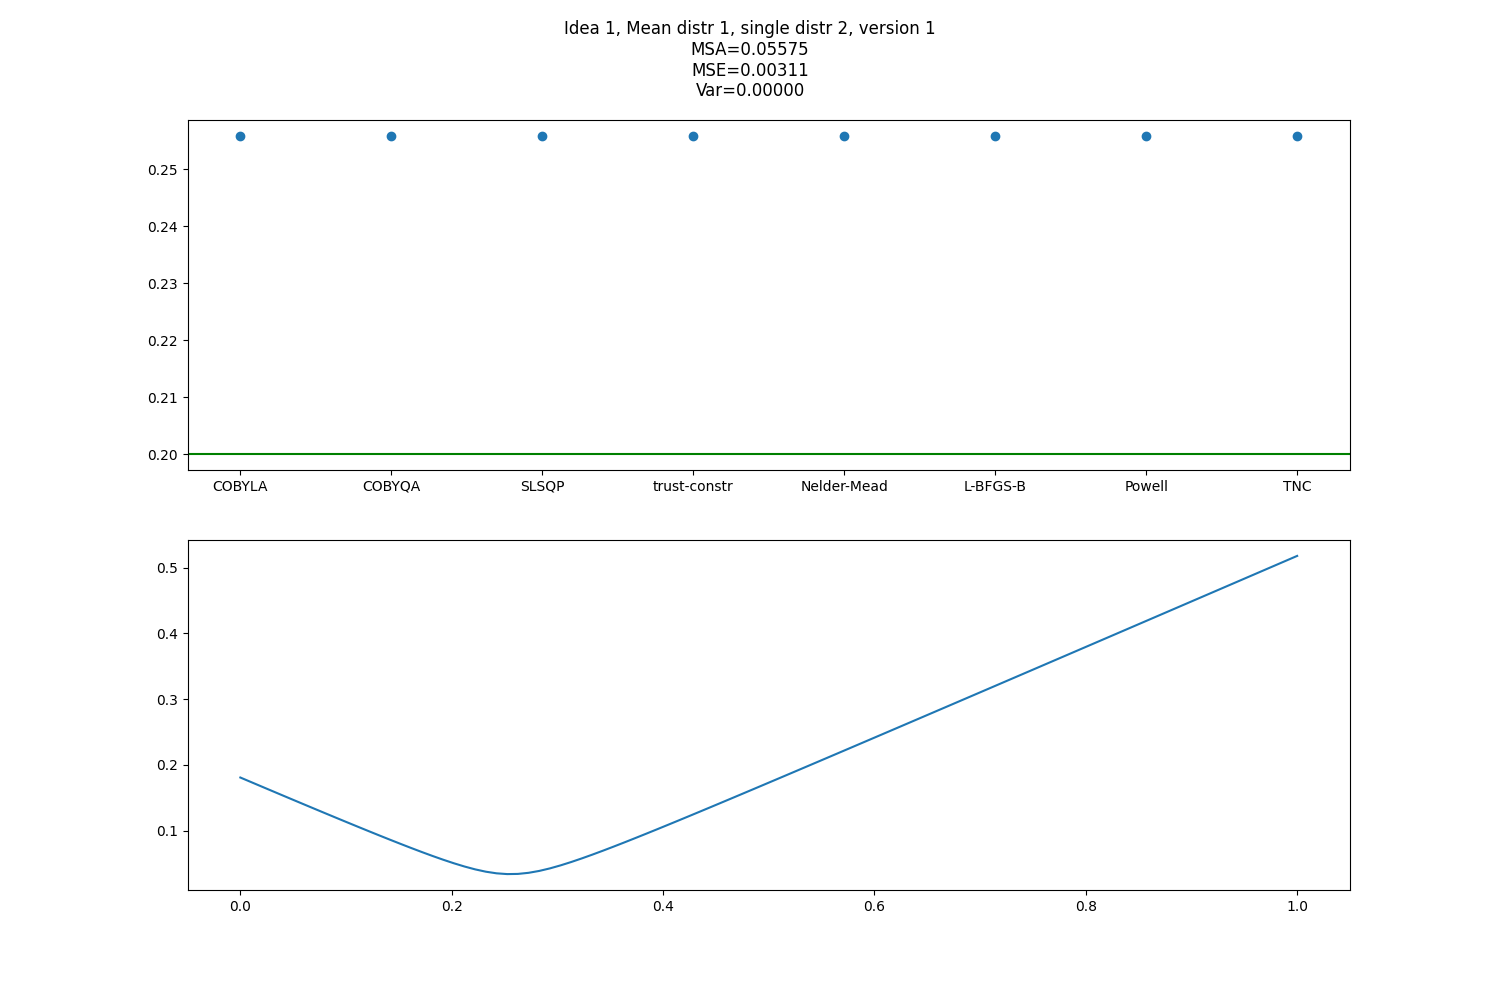 Idea 1, Mean distr 1, single distr 2, version 1
MSA=0.05575
MSE=0.00311
Var=0.00000
0.25
0.24
0.23
0.22
0.21
0.20
COBYLA COBYQA SLSQP trust-constr Nelder-Mead L-BFGS-B Powell TNC
0.5
0.4
0.3
0.2
0.1
0.0 0.2 0.4 0.6 0.8 1.0